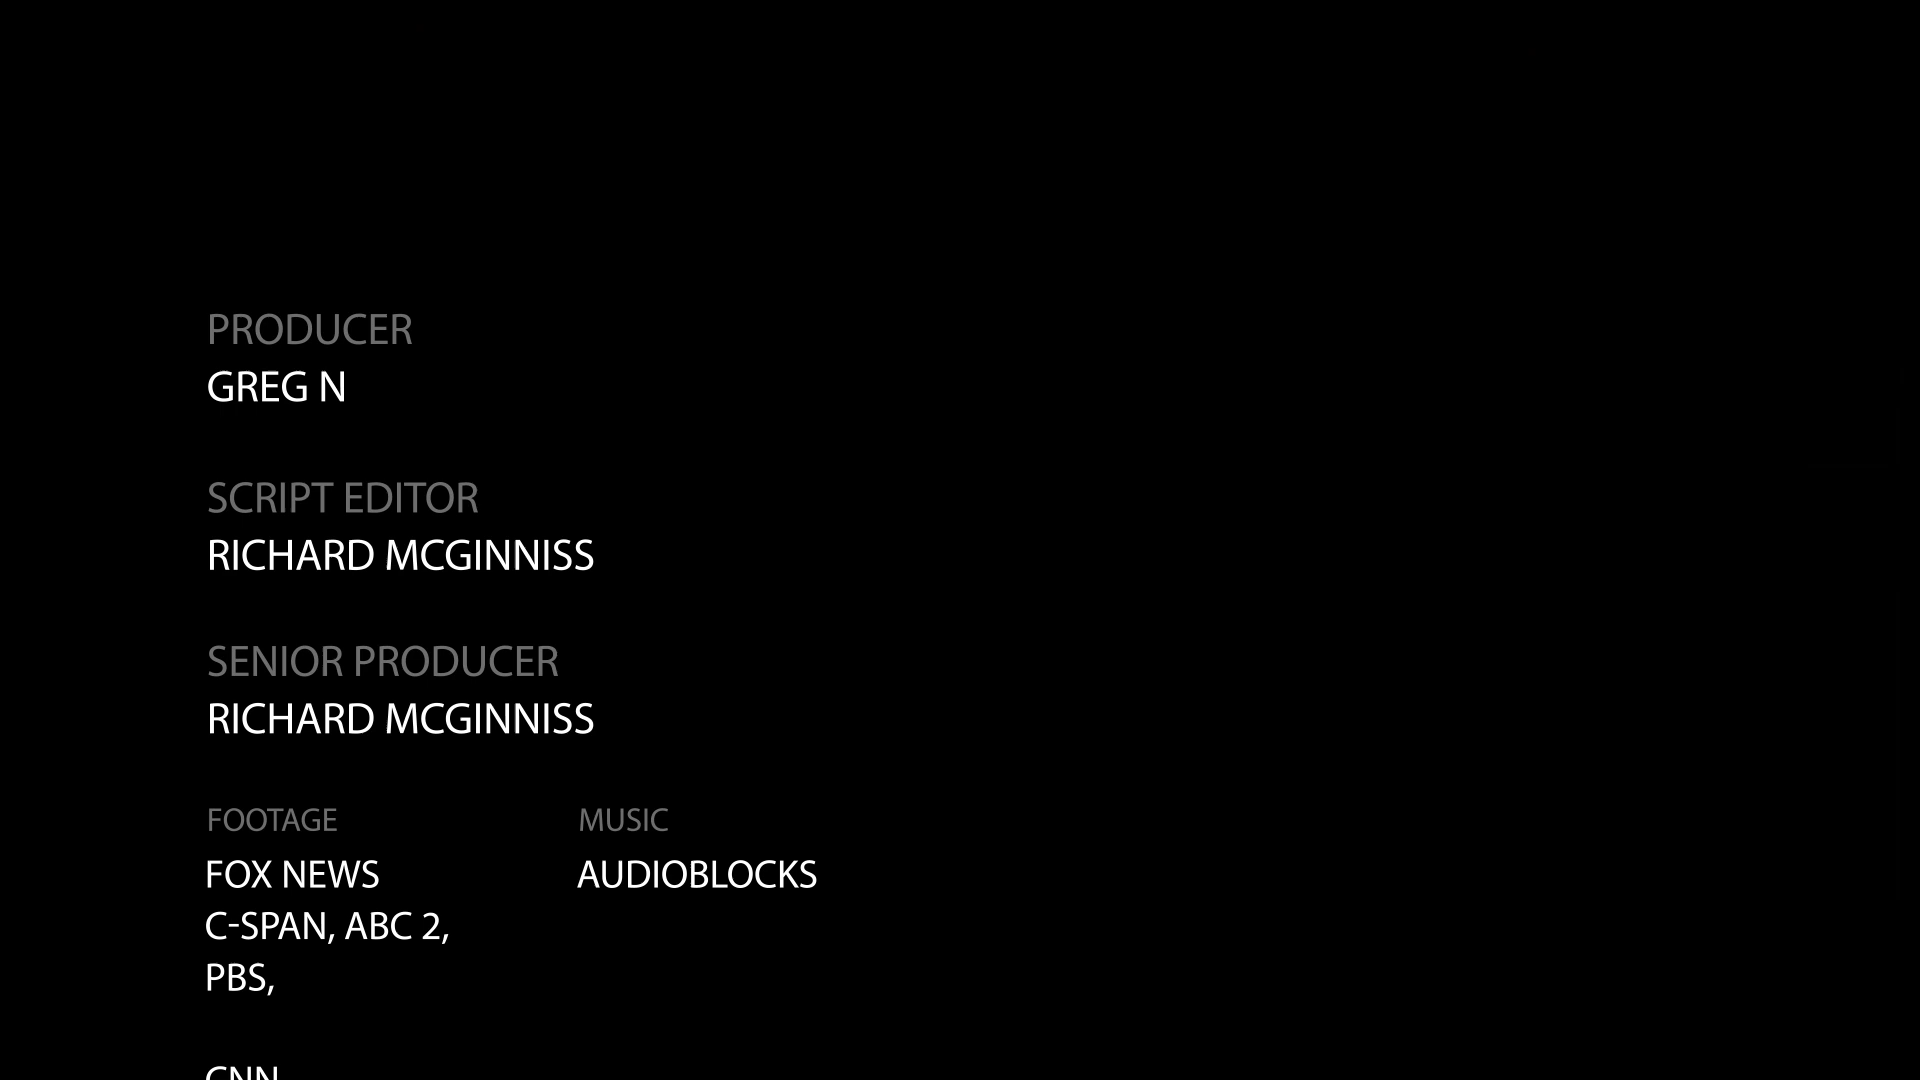 PRODUCER
GREG N
SCRIPT EDITOR
RICHARD MCGINNISS
SENIOR PRODUCER
RICHARD MCGINNISS
FOOTAGE
FOX NEWS
C-SPAN, ABC 2,
PBS,
CNN
MUSIC
AUDIOBLOCKS